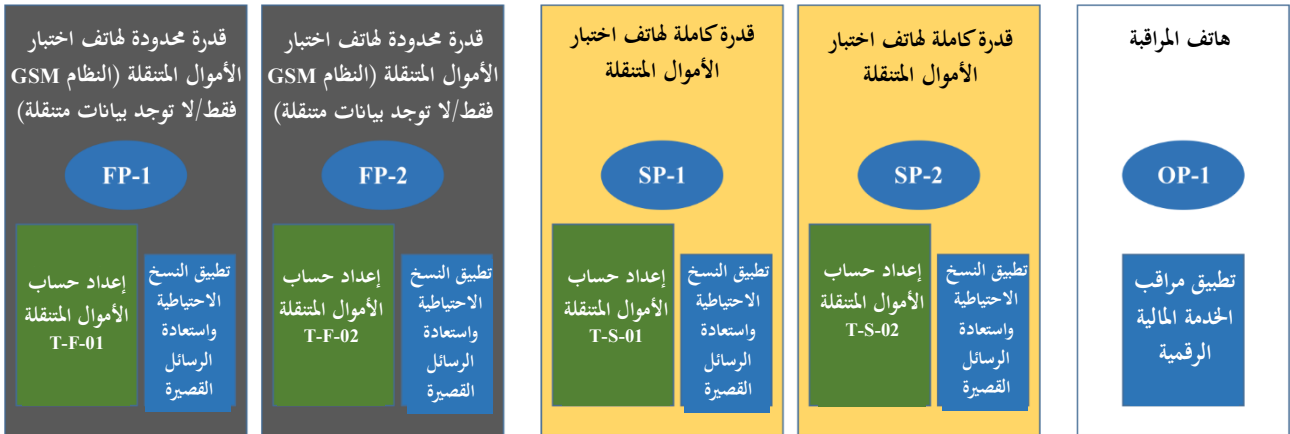 قدرة محدودة لهاتف اختبار
الأموال المتنقلة (النظام GSM
فقط/لا توجد بيانات متنقلة)
FP-1
إعداد حساب
الأموال المتنقلة
T-F-01
تطبيق النسخ
الاحتياطية
واستعادة
الرسائل
القصيرة
قدرة محدودة لهاتف اختبار
الأموال المتنقلة (النظام GSM
فقط/لا توجد بيانات متنقلة)
FP-2
إعداد حساب
الأموال المتنقلة
T-F-02
تطبيق النسخ
الاحتياطية
واستعادة
الرسائل
القصيرة
قدرة كاملة لهاتف اختبار
الأموال المتنقلة
SP-1
إعداد حساب
الأموال المتنقلة
T-S-01
تطبيق النسخ
الاحتياطية
واستعادة
الرسائل
القصيرة
قدرة كاملة لهاتف اختبار
الأموال المتنقلة
SP-2
إعداد حساب
الأموال المتنقلة
T-S-02
تطبيق النسخ
الاحتياطية
واستعادة
الرسائل
القصيرة
هاتف المراقبة
OP-1
تطبيق مراقب
الخدمة المالية
الرقمية